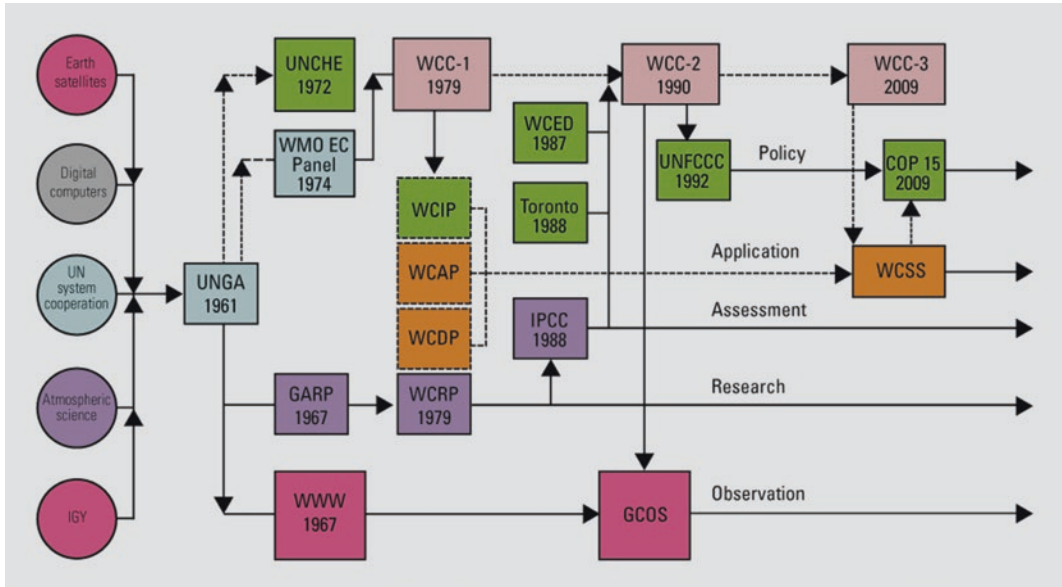 Earth
satellites
Digital
computers
UN
system
cooperation
Atmospheric
science
IGY
UNGA
1961
UNCHE
1972
WMO EC
Panel
1974
GARP
1967
WWW
1967
WCC-1
1979
WCIP
WCAP
WCDP
WCRP
1979
WCED
1987
Toronto
1988
IPCC
1988
WCC-2
1990
UNFCCC
1992
GCOS
Policy
Application
Assessment
Research
Observation
WCC-3
2009
COP 15
2009
WCSS